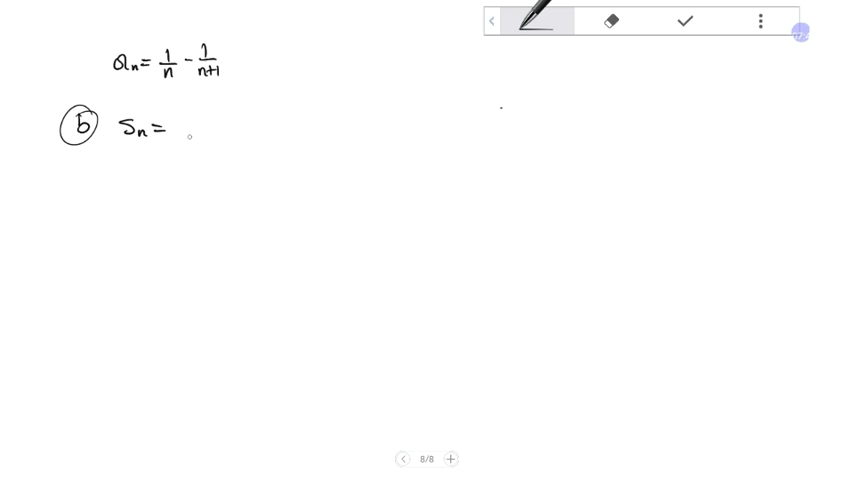 aₙ = 1/n - 1/(n+1)
b Sₙ =
8/8